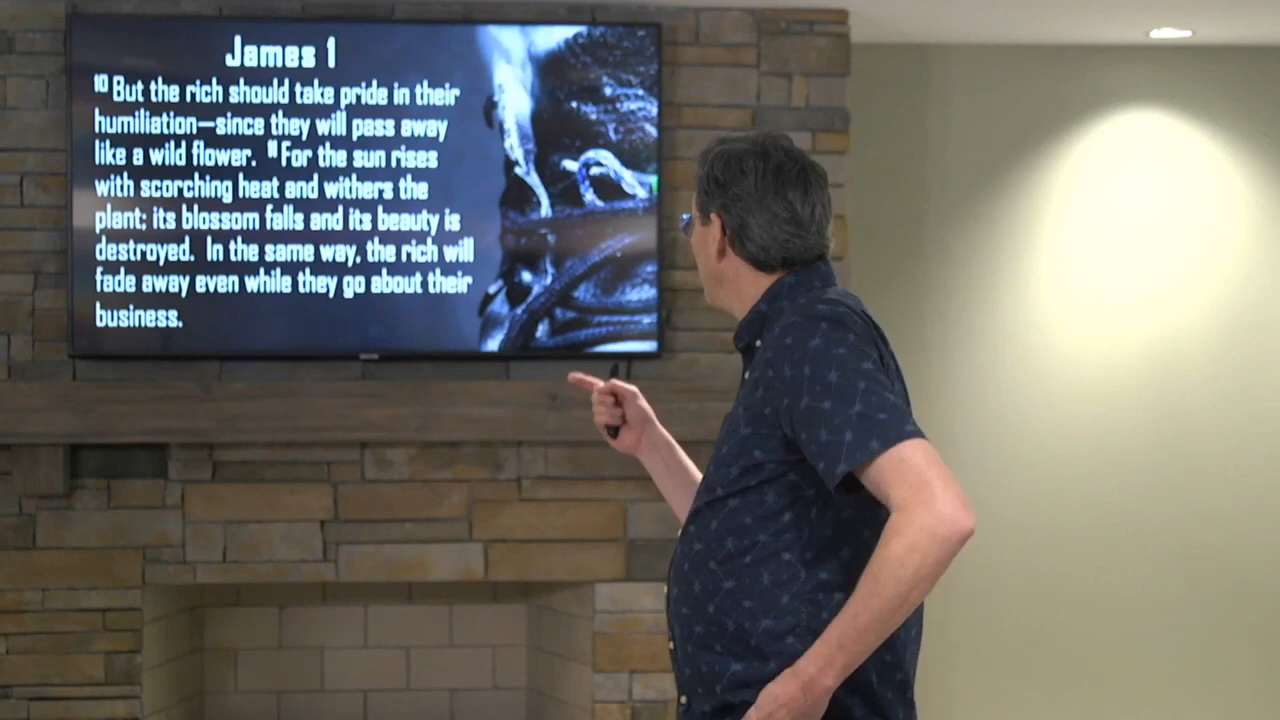 James 1
10 But the rich should take pride in their
humiliation—since they will pass away
like a wild flower. 11 For the sun rises
with scorching heat and withers the
plant; its blossom falls and its beauty is
destroyed. In the same way, the rich will
fade away even while they go about their
business.